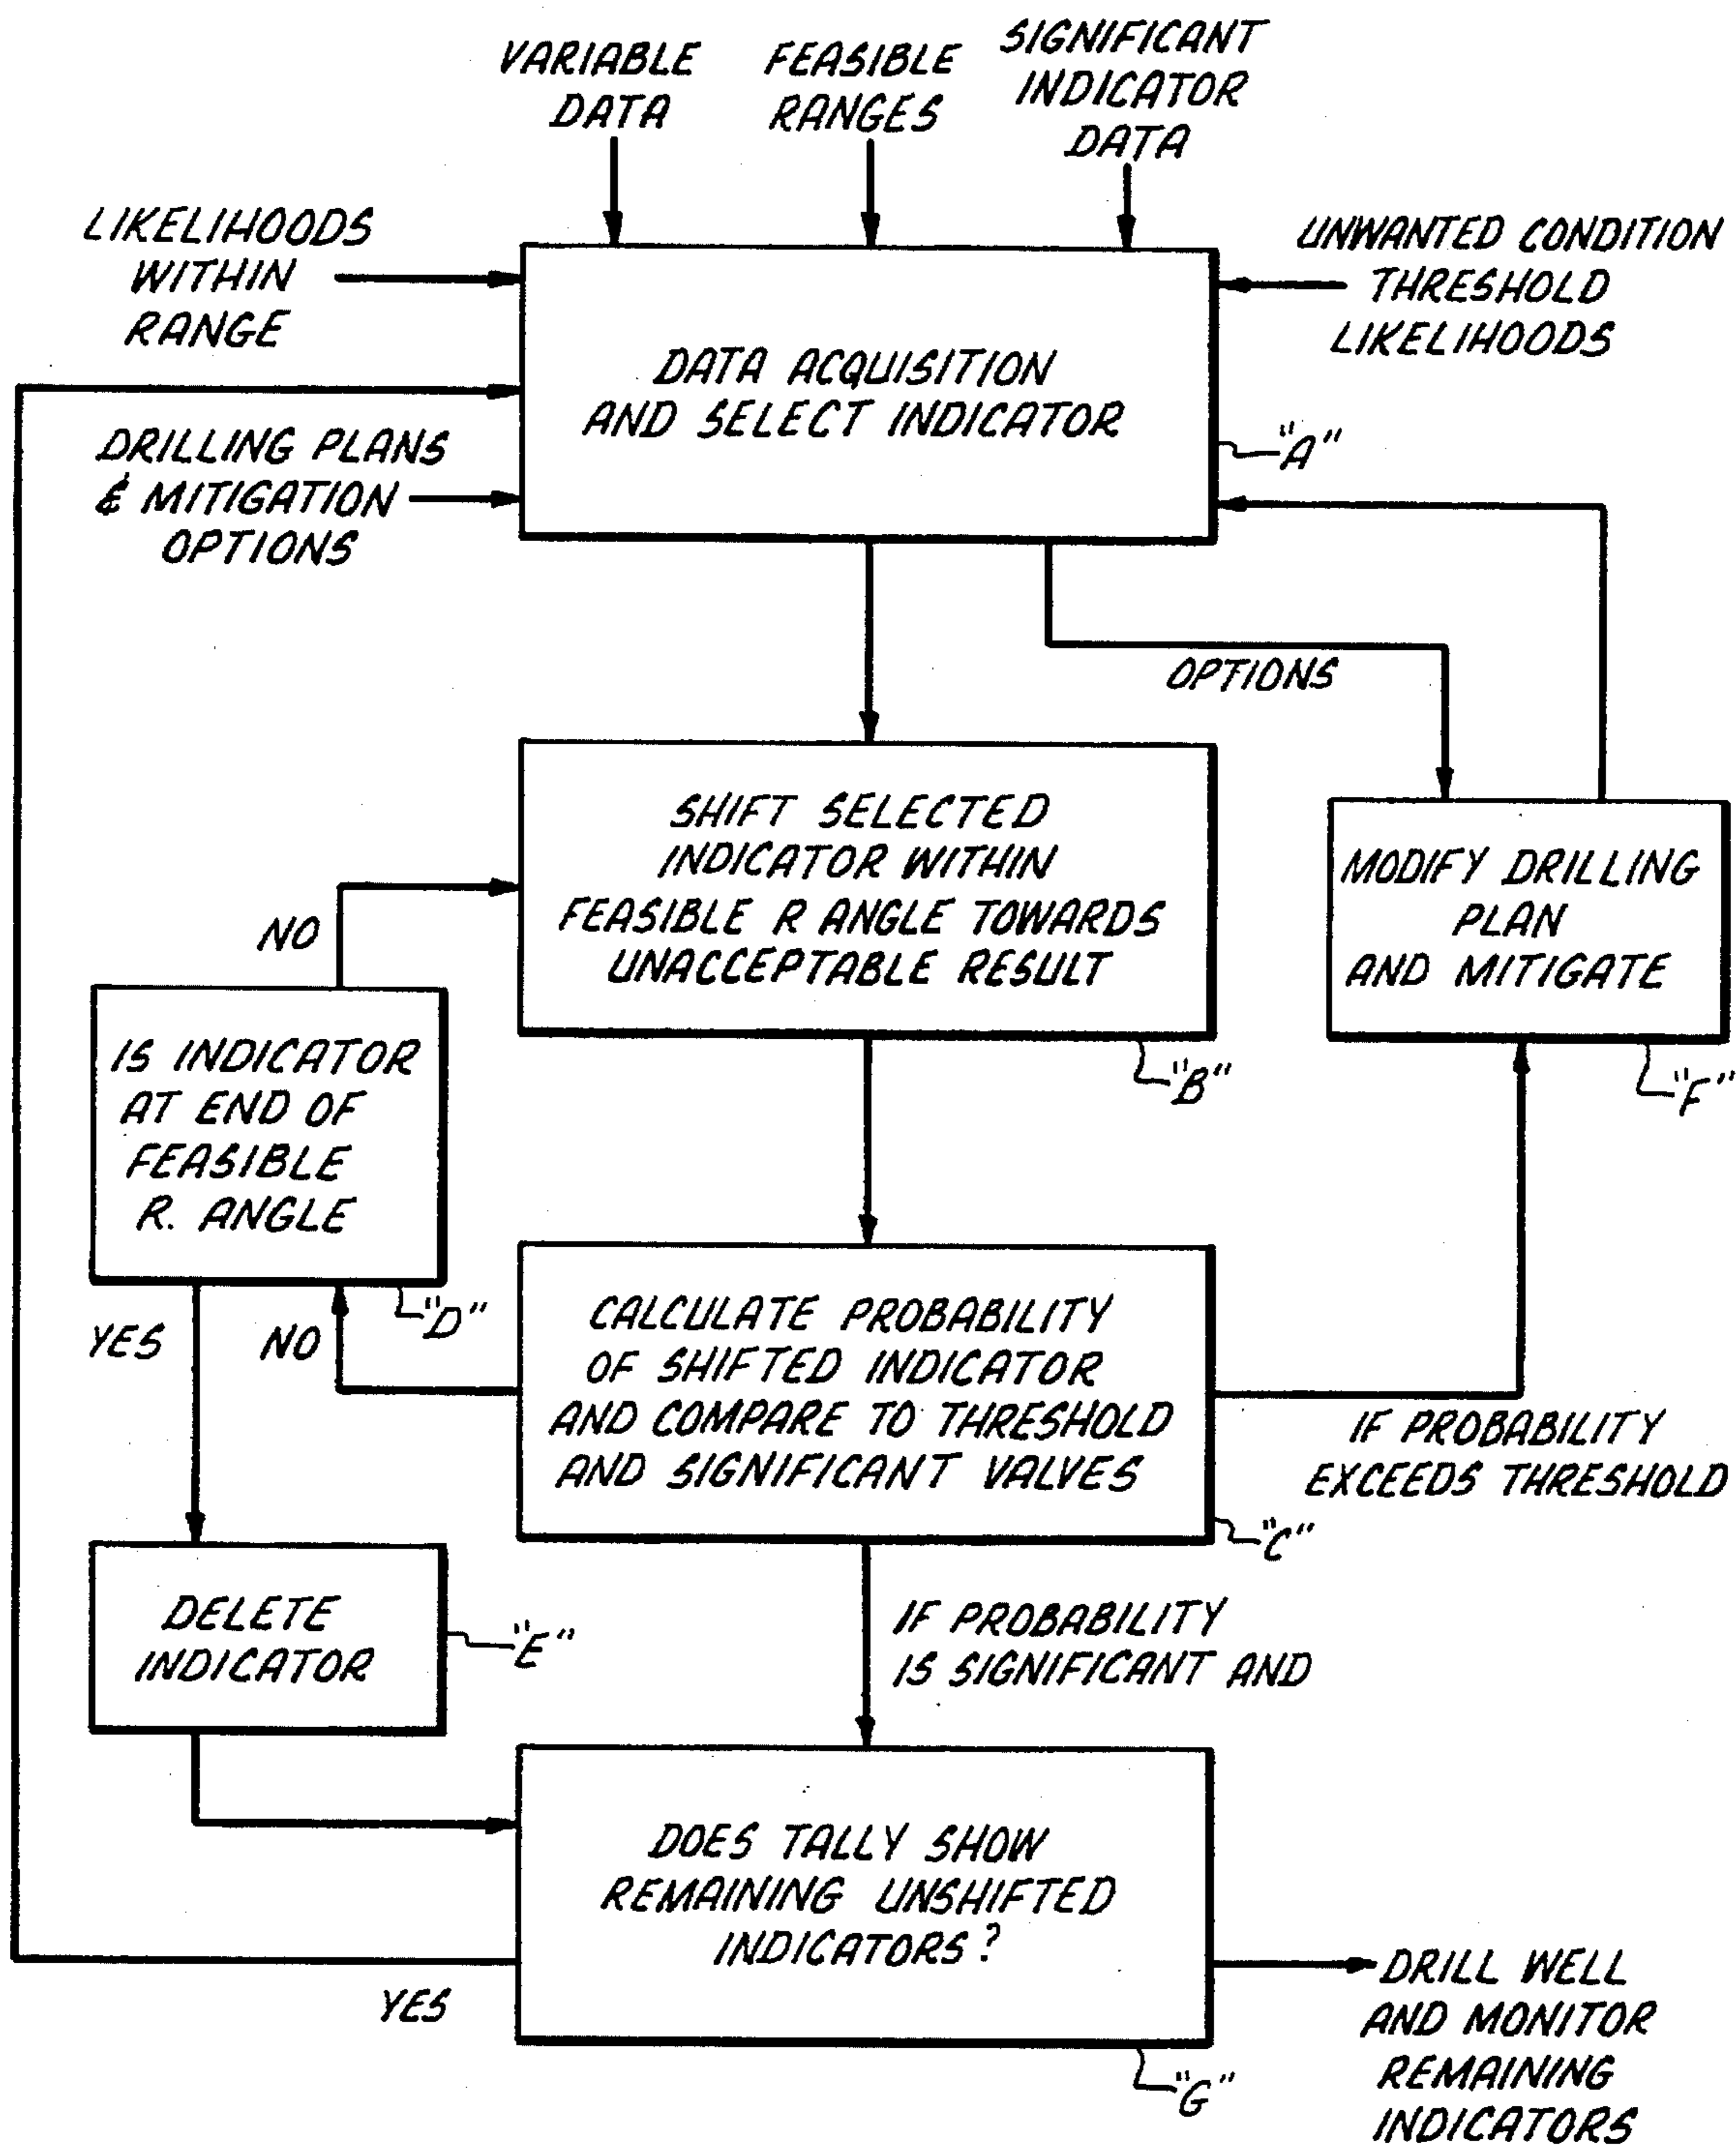 VARIABLE
DATA
FEASIBLE
RANGES
SIGNIFICANT
INDICATOR
DATA
LIKELIHOODS
WITHIN
RANGE
UNWANTED CONDITION
THRESHOLD
LIKELIHOODS
DATA ACQUISITION
AND SELECT INDICATOR
"A"
DRILLING PLANS
& MITIGATION
OPTIONS
OPTIONS
SHIFT SELECTED
INDICATOR WITHIN
FEASIBLE R ANGLE TOWARDS
UNACCEPTABLE RESULT
"B"
MODIFY DRILLING
PLAN
AND MITIGATE
"F"
NO
IS INDICATOR
AT END OF
FEASIBLE
R. ANGLE
"D"
YES
NO
CALCULATE PROBABILITY
OF SHIFTED INDICATOR
AND COMPARE TO THRESHOLD
AND SIGNIFICANT VALVES
"C"
IF PROBABILITY
EXCEEDS THRESHOLD
DELETE
INDICATOR
"E"
IF PROBABILITY
IS SIGNIFICANT AND
DOES TALLY SHOW
REMAINING UNSHIFTED
INDICATORS?
"G"
YES
DRILL WELL
AND MONITOR
REMAINING
INDICATORS